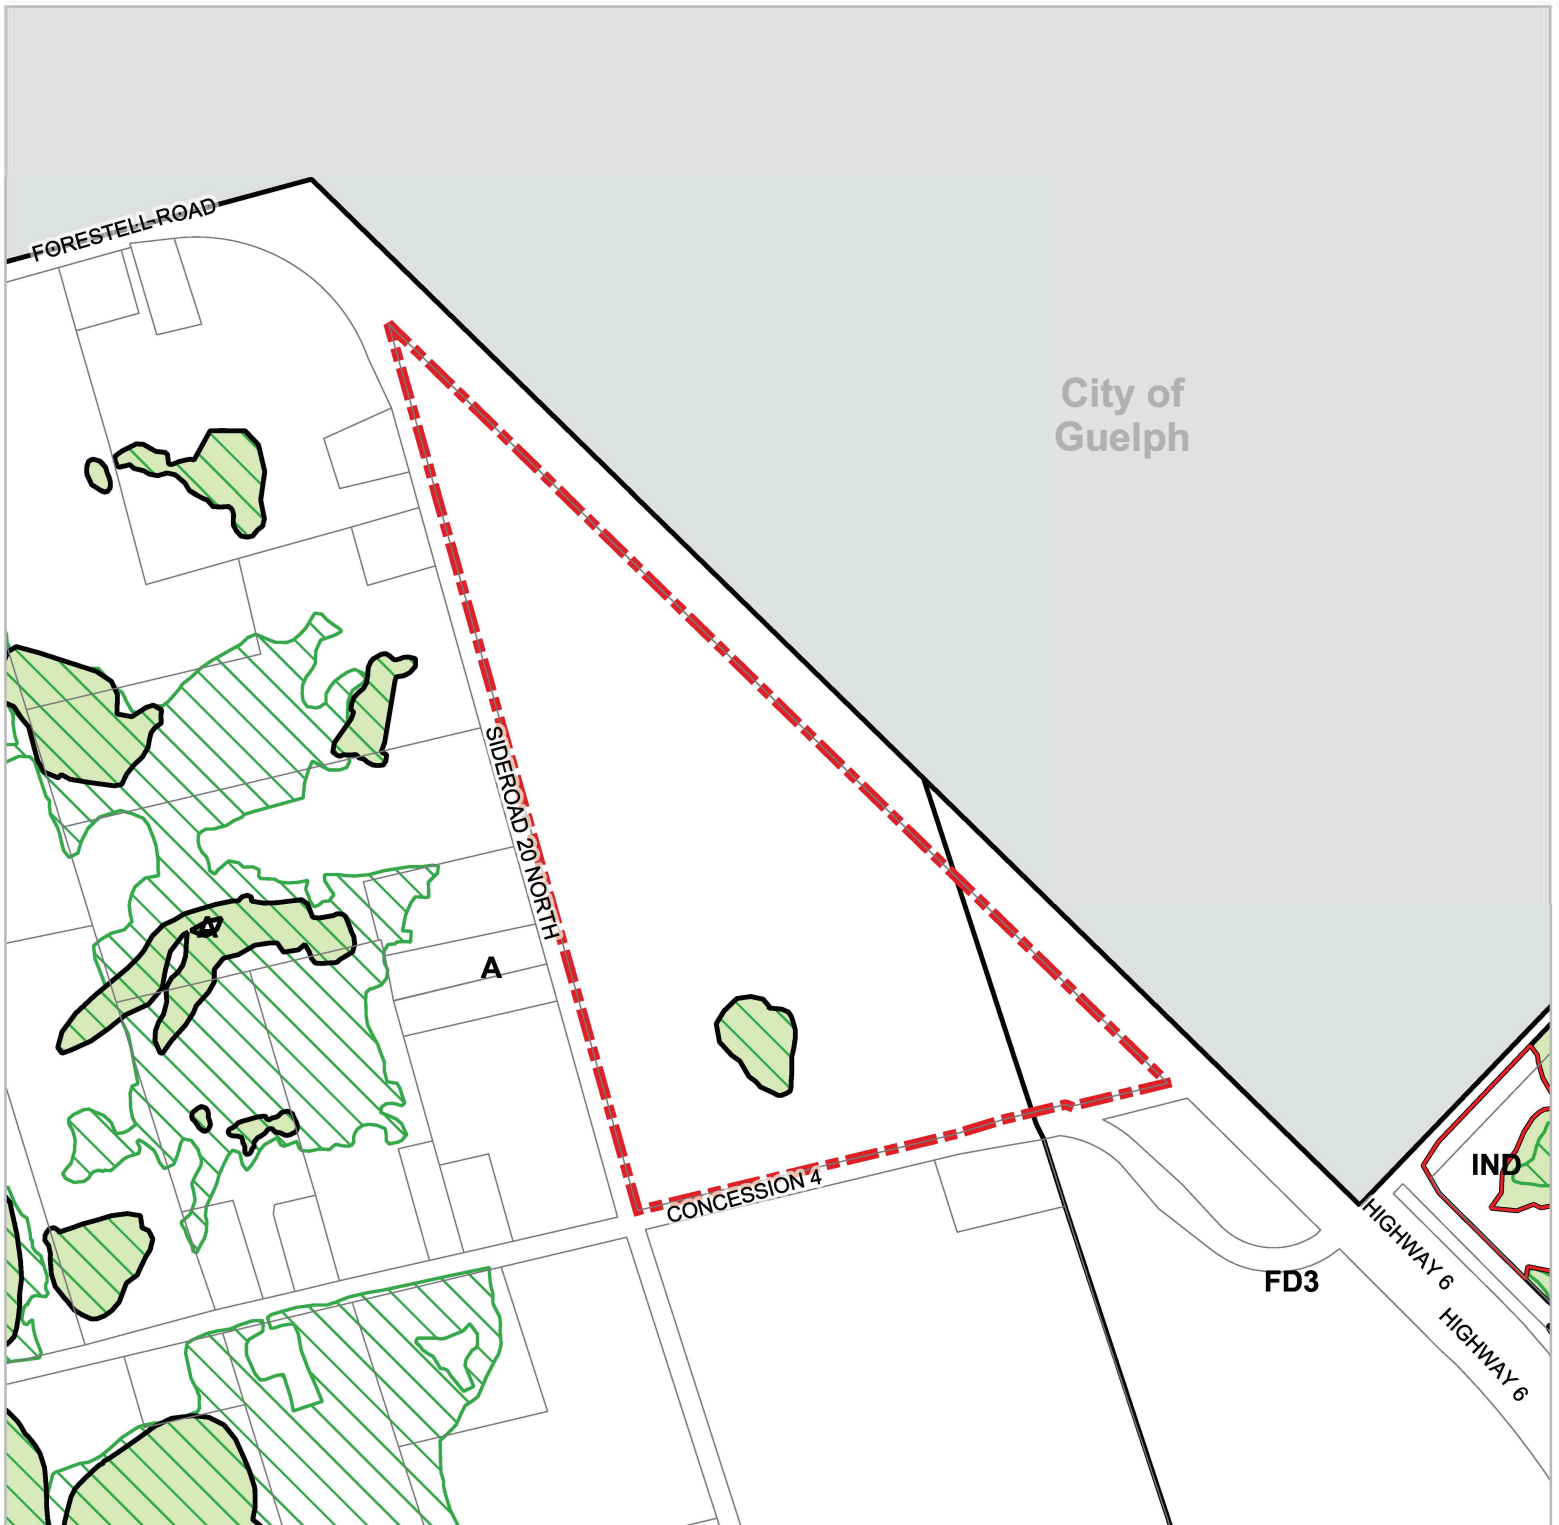 FORESTELL ROAD
City of
Guelph
SIDEROAD 20 NORTH
A
A
IND
CONCESSION 4
HIGHWAY 6
FD3
HIGHWAY 6